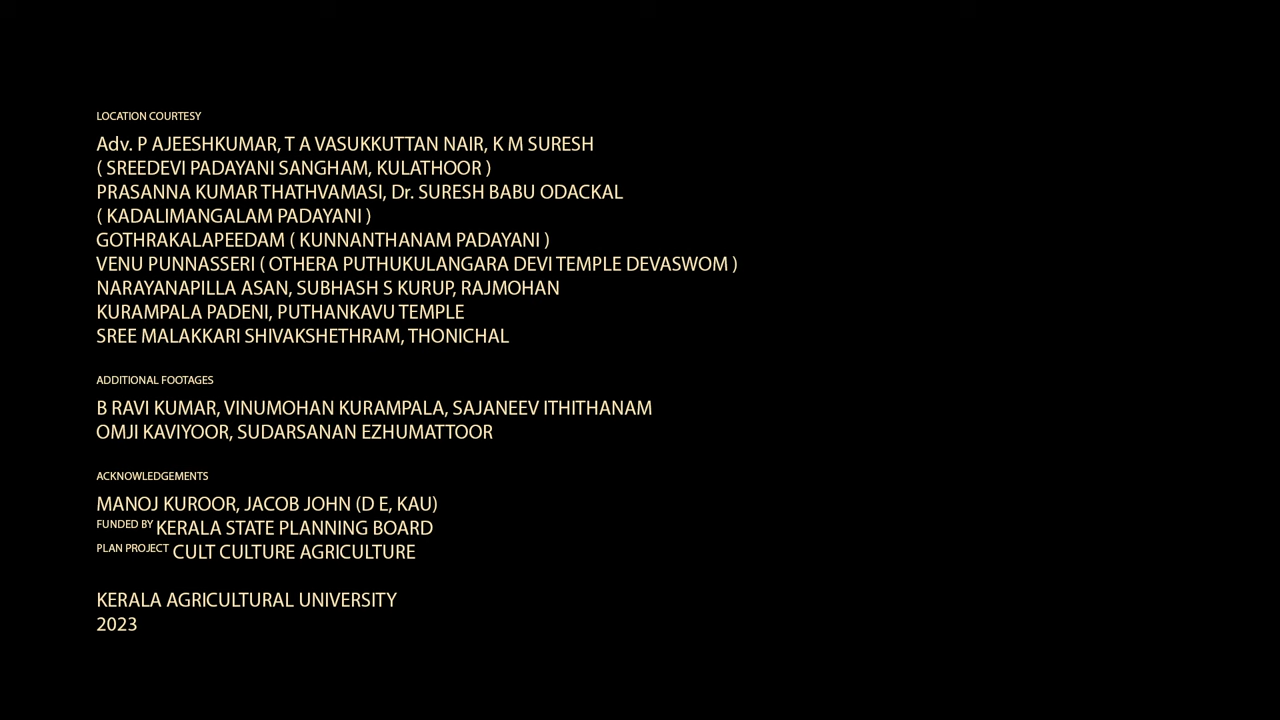 LOCATION COURTESY
Adv. P AJEESHKUMAR, T A VASUKKUTTAN NAIR, K M SURESH
( SREEDEVI PADAYANI SANGHAM, KULATHOOR )
PRASANNA KUMAR THATHVAMASI, Dr. SURESH BABU ODACKAL
( KADALIMANGALAM PADAYANI )
GOTHRAKALAPEEDAM ( KUNNANTHANAM PADAYANI )
VENU PUNNASSERI ( OTHERA PUTHUKULANGARA DEVI TEMPLE DEVASWOM )
NARAYANAPILLA ASAN, SUBHASH S KURUP, RAJMOHAN
KURAMPALA PADENI, PUTHANKAVU TEMPLE
SREE MALAKKARI SHIVAKSHETHRAM, THONICHAL
ADDITIONAL FOOTAGES
B RAVI KUMAR, VINUMOHAN KURAMPALA, SAJANEEV ITHITHANAM
OMJI KAVIYOOR, SUDARSANAN EZHUMATTOOR
ACKNOWLEDGEMENTS
MANOJ KUROOR, JACOB JOHN (D E, KAU)
FUNDED BY KERALA STATE PLANNING BOARD
PLAN PROJECT CULT CULTURE AGRICULTURE
KERALA AGRICULTURAL UNIVERSITY
2023